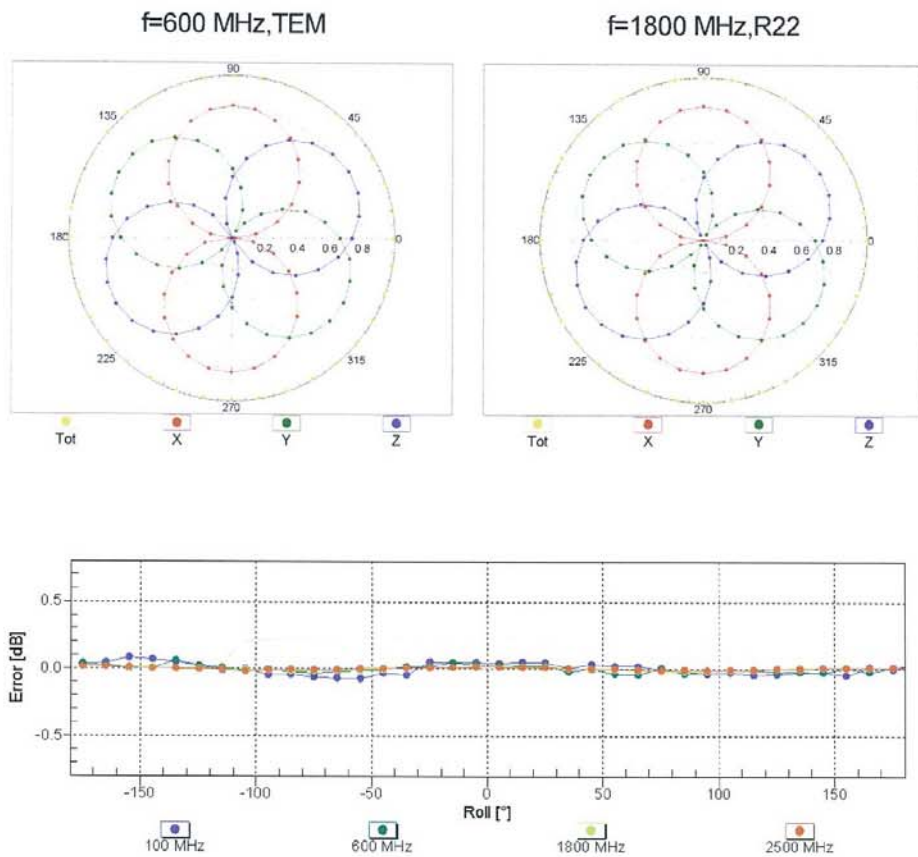 f=600 MHz,TEM
f=1800 MHz,R22
90
135
45
180
0.2 0.4 0.6 0.8
0
225
315
270
Tot X Y Z
90
135
45
180
0.2 0.4 0.6 0.8
0
225
315
270
Tot X Y Z
Error [dB]
0.5
0.0
-0.5
-150 -100 -50 0 50 100 150
Roll [°]
100 MHz 600 MHz 1800 MHz 2500 MHz